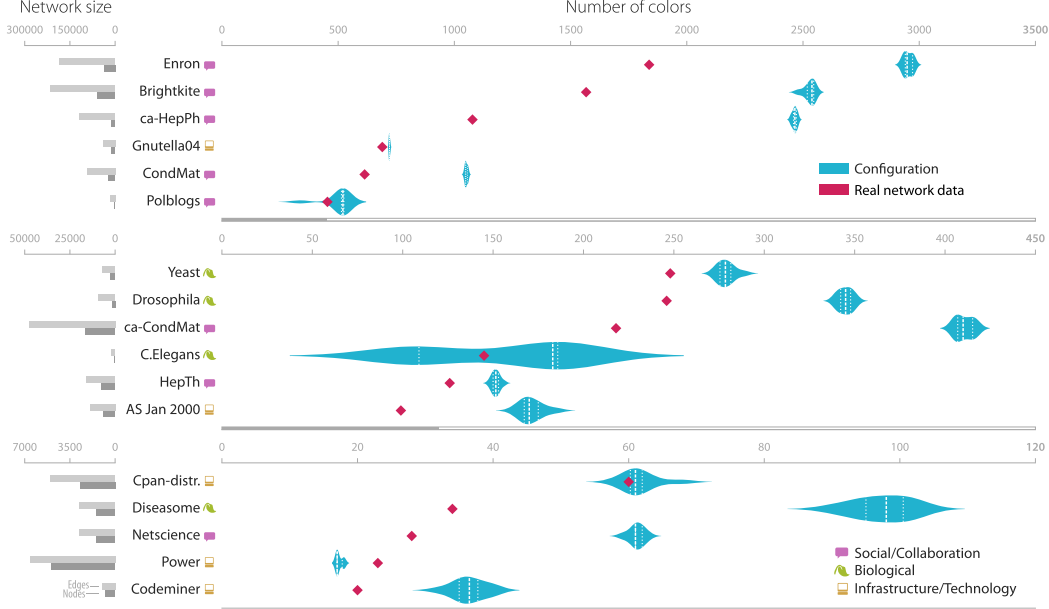 Network size Number of colors
300000 150000 0 0 500 1000 1500 2000 2500 3000 3500
Enron
Brightkite
ca-HepPh
Gnutella04
CondMat
Polblogs
Configuration
Real network data
50000 25000 0 0 50 100 150 200 250 300 350 400 450
Yeast
Drosophila
ca-CondMat
C.Elegans
HepTh
AS Jan 2000
7000 3500 0 0 20 40 60 80 100 120
Cpan-distr.
Diseasome
Netscience
Power
Edges
Nodes
Codeminer
Social/Collaboration
Biological
Infrastructure/Technology